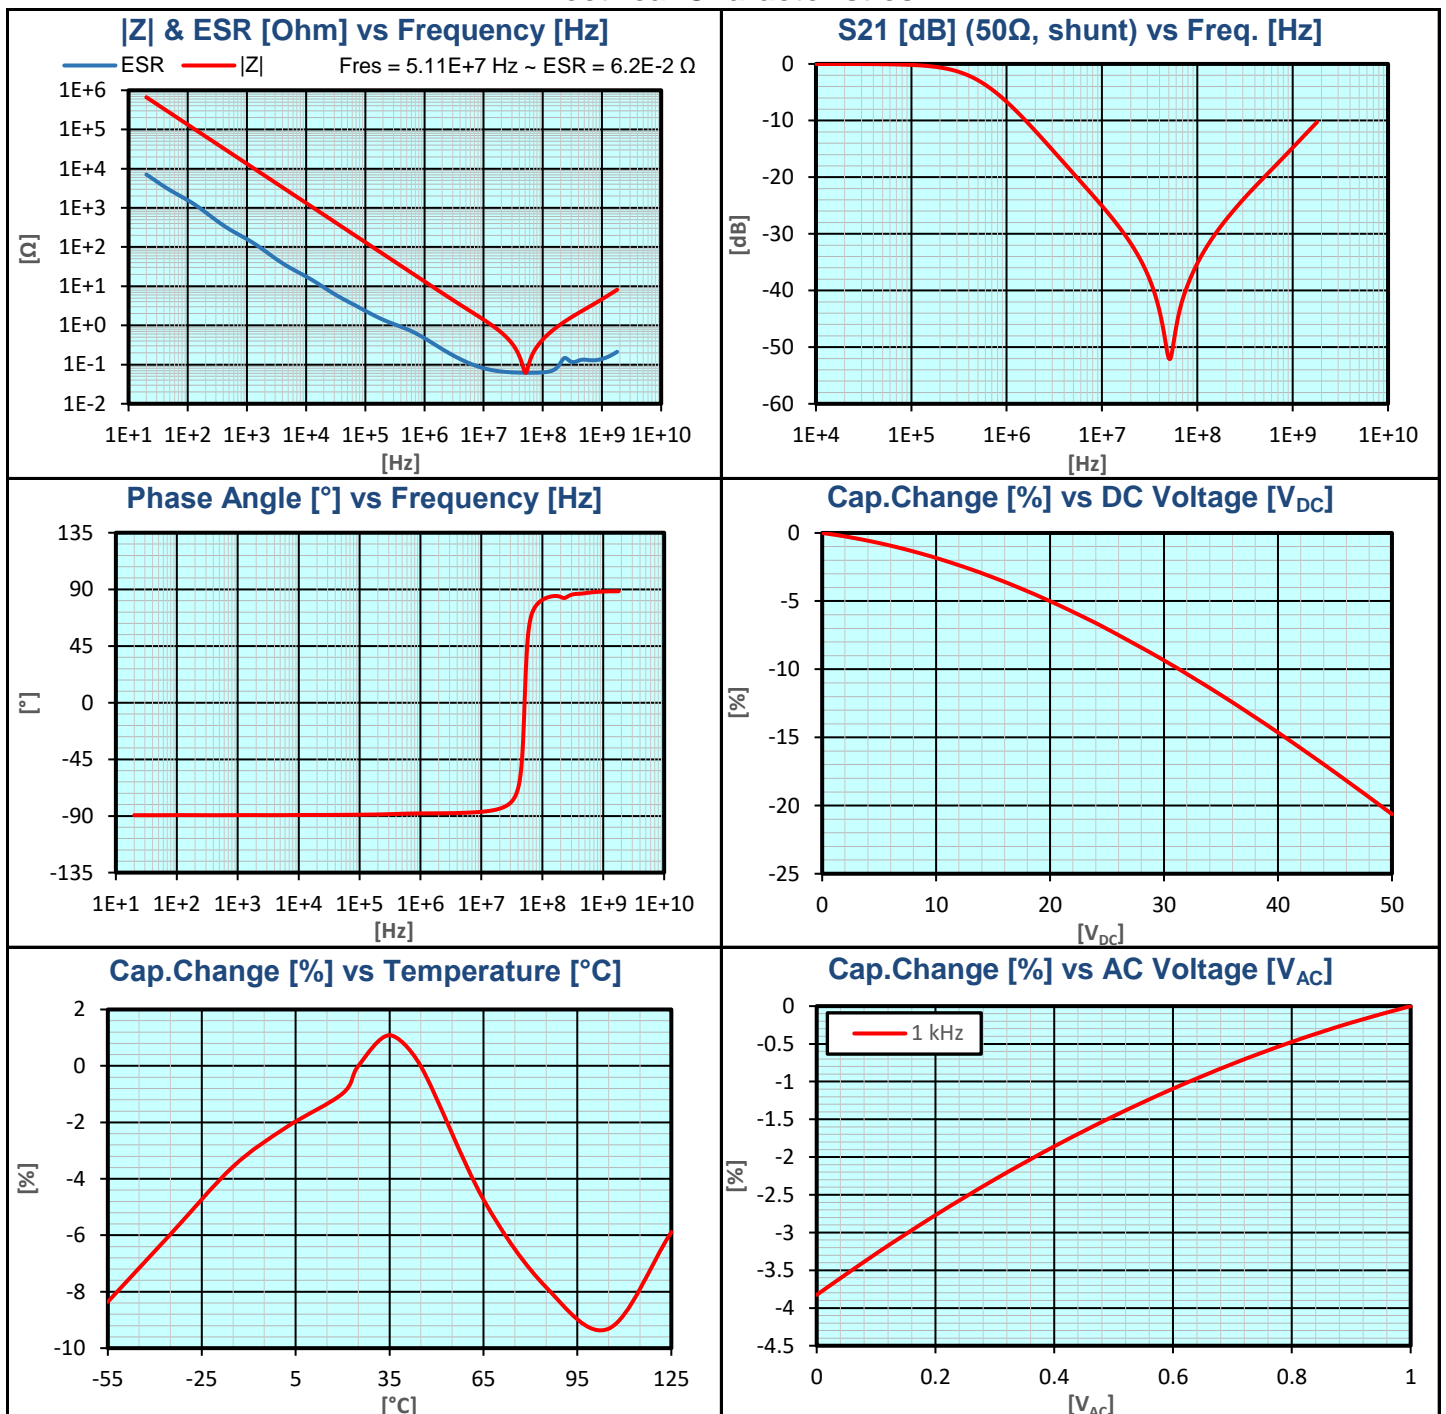 |Z| & ESR [Ohm] vs Frequency [Hz]
ESR |Z| Fres = 5.11E+7 Hz ~ ESR = 6.2E-2 Ω
1E+6
1E+5
1E+4
1E+3
1E+2
1E+1
1E+0
1E-1
1E-2
[Ω]
1E+1 1E+2 1E+3 1E+4 1E+5 1E+6 1E+7 1E+8 1E+9 1E+10
[Hz]
S21 [dB] (50Ω, shunt) vs Freq. [Hz]
0
-10
-20
-30
-40
-50
-60
[dB]
1E+4 1E+5 1E+6 1E+7 1E+8 1E+9 1E+10
[Hz]
Phase Angle [°] vs Frequency [Hz]
135
90
45
0
-45
-90
-135
[°]
1E+1 1E+2 1E+3 1E+4 1E+5 1E+6 1E+7 1E+8 1E+9 1E+10
[Hz]
Cap.Change [%] vs DC Voltage [VDC]
0
-5
-10
-15
-20
-25
[%]
0 10 20 30 40 50
[VDC]
Cap.Change [%] vs Temperature [°C]
2
0
-2
-4
-6
-8
-10
[%]
-55 -25 5 35 65 95 125
[°C]
Cap.Change [%] vs AC Voltage [VAC]
1 kHz
0
-0.5
-1
-1.5
-2
-2.5
-3
-3.5
-4
-4.5
[%]
0 0.2 0.4 0.6 0.8 1
[VAC]